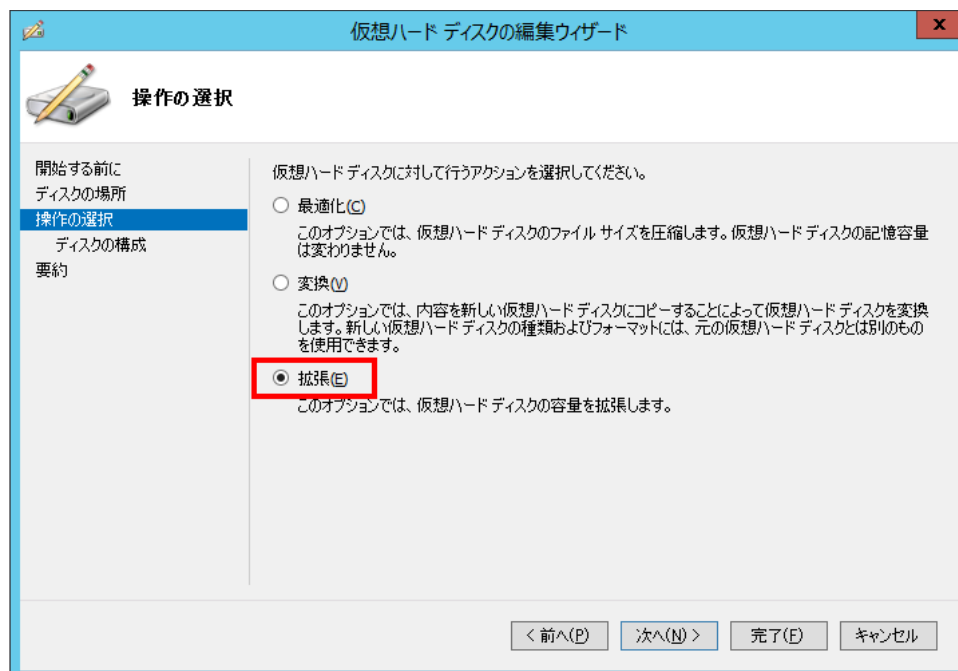 仮想ハード ディスクの編集ウィザード
x
操作の選択
開始する前に
ディスクの場所
操作の選択
ディスクの構成
要約
仮想ハード ディスクに対して行うアクションを選択してください。
最適化(C)
このオプションでは、仮想ハード ディスクのファイル サイズを圧縮します。仮想ハード ディスクの記憶容量
は変わりません。
変換(V)
このオプションでは、内容を新しい仮想ハード ディスクにコピーすることによって仮想ハード ディスクを変換
します。新しい仮想ハード ディスクの種類およびフォーマットには、元の仮想ハード ディスクとは別のもの
を使用できます。
拡張(E)
このオプションでは、仮想ハード ディスクの容量を拡張します。
< 前へ(P)
次へ(N) >
完了(F)
キャンセル